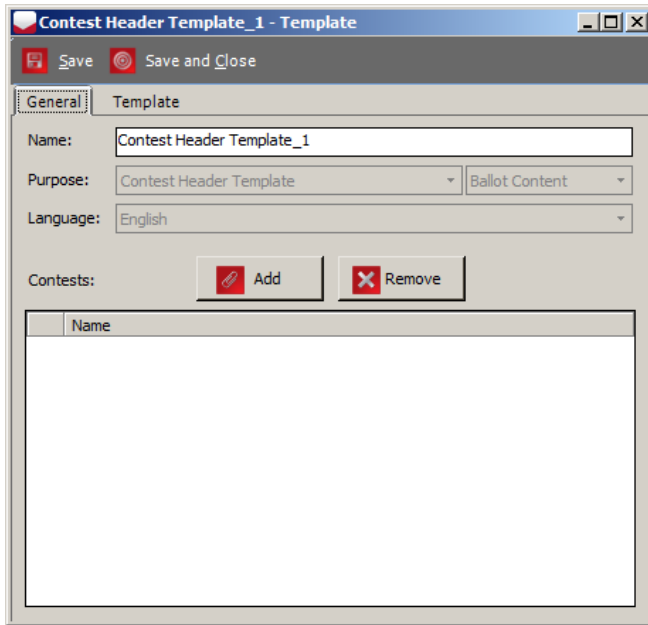 Contest Header Template_1 - Template
Save Save and Close
General Template
Name: Contest Header Template_1
Purpose: Contest Header Template Ballot Content
Language: English
Contests: Add Remove
Name